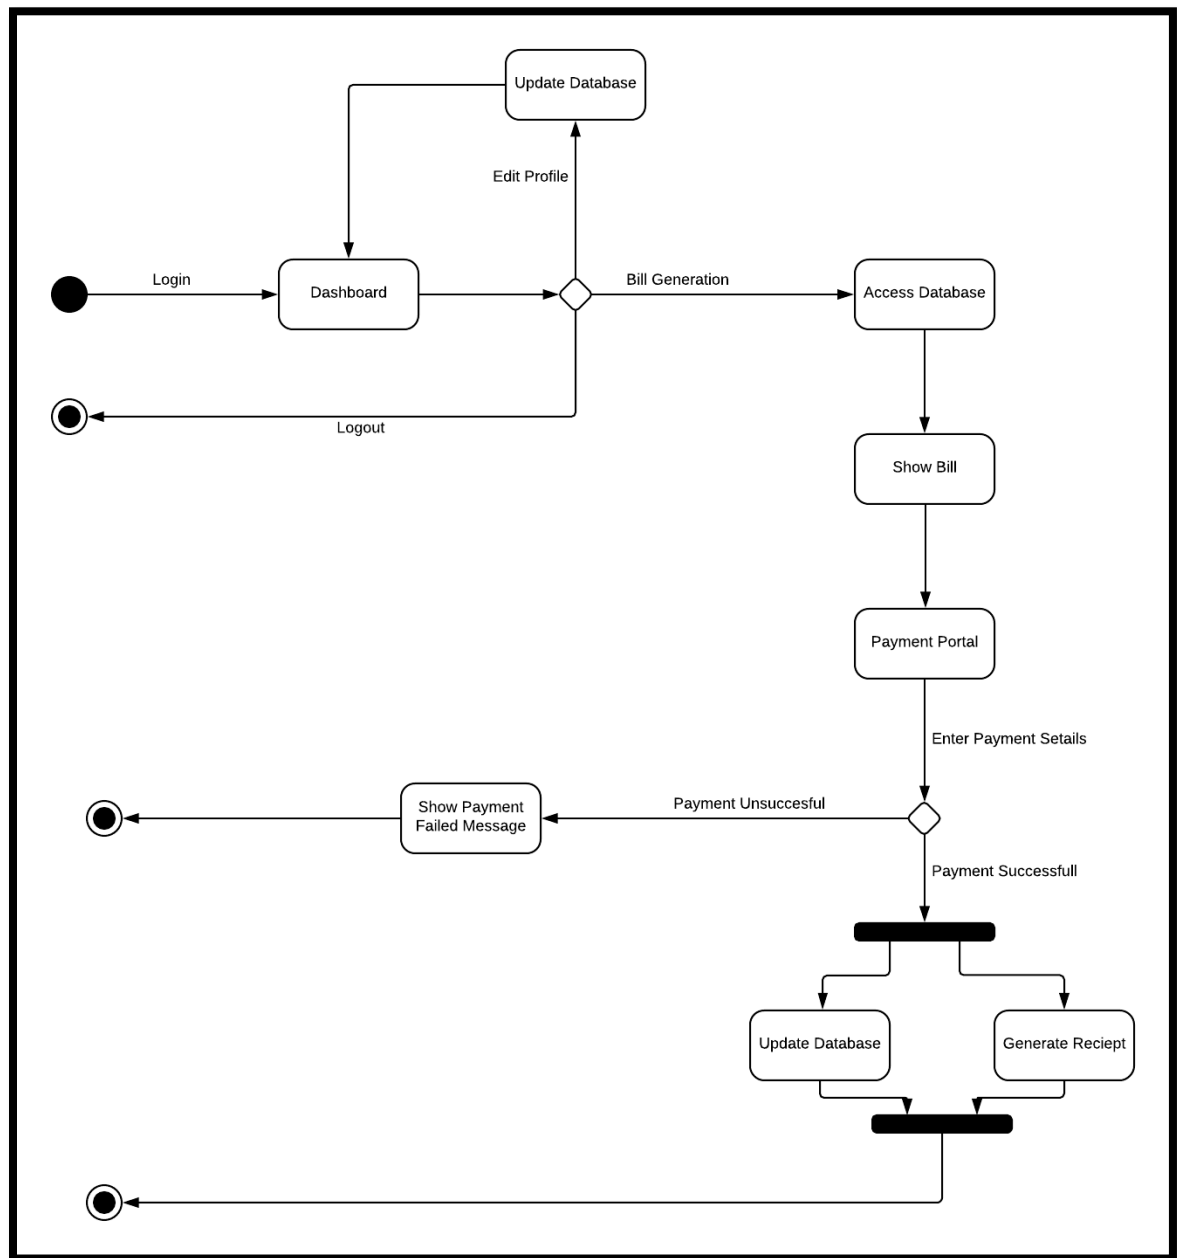 Update Database
Edit Profile
Login
Dashboard
Bill Generation
Access Database
Logout
Show Bill
Payment Portal
Enter Payment Setails
Show Payment
Failed Message
Payment Unsuccesful
Payment Successfull
Update Database
Generate Reciept